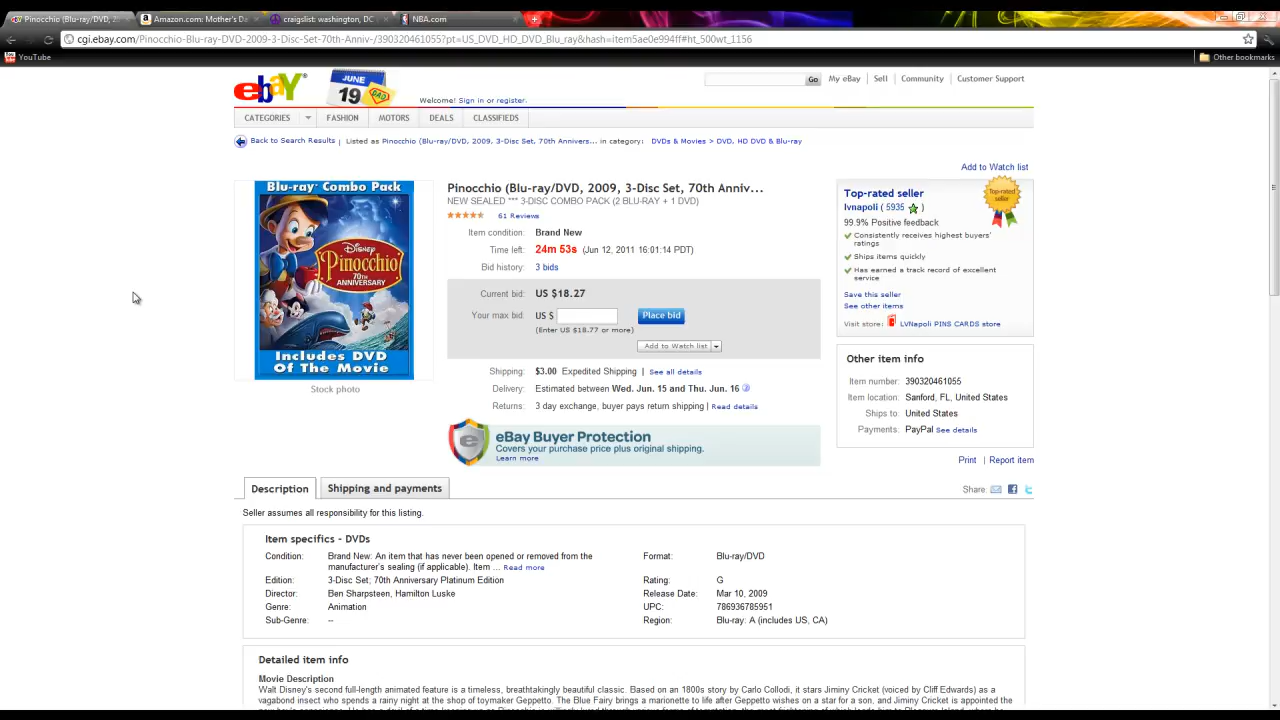 Pinocchio (Blu-ray/DVD, 2
Amazon.com: Mother's Da
craigslist: washington, DC
NBA.com
cgi.ebay.com/Pinocchio-Blu-ray-DVD-2009-3-Disc-Set-70th-Anniv-/390320461055?pt=US_DVD_HD_DVD_Blu_ray&hash=item5ae0e994ff#ht_500wt_1156
YouTube
Other bookmarks
ebY
JUNE
19
DAD
Welcome! Sign in or register.
Go
My eBay
Sell
Community
Customer Support
CATEGORIES
FASHION
MOTORS
DEALS
CLASSIFIEDS
Back to Search Results | Listed as Pinocchio (Blu-ray/DVD, 2009, 3-Disc Set, 70th Annivers... in category: DVDs & Movies > DVD, HD DVD & Blu-ray
Add to Watch list
Blu-ray Combo Pack
Disney
Pinocchio
70TH
ANNIVERSARY
Includes DVD
Of The Movie
Stock photo
Pinocchio (Blu-ray/DVD, 2009, 3-Disc Set, 70th Anniv...
NEW SEALED *** 3-DISC COMBO PACK (2 BLU-RAY + 1 DVD)
61 Reviews
Item condition: Brand New
Time left: 24m 53s (Jun 12, 2011 16:01:14 PDT)
Bid history: 3 bids
Current bid: US $18.27
Your max bid: US $
Place bid
(Enter US $18.77 or more)
Add to Watch list
Shipping: $3.00 Expedited Shipping | See all details
Delivery: Estimated between Wed. Jun. 15 and Thu. Jun. 16
Returns: 3 day exchange, buyer pays return shipping | Read details
eBay Buyer Protection
Covers your purchase price plus original shipping.
Learn more
Top-rated seller
Top-rated
seller
lvnapoli ( 5935 )
99.9% Positive feedback
Consistently receives highest buyers'
ratings
Ships items quickly
Has earned a track record of excellent
service
Save this seller
See other items
Visit store: LVNapoli PINS CARDS store
Other item info
Item number: 390320461055
Item location: Sanford, FL, United States
Ships to: United States
Payments: PayPal See details
Print | Report item
Description
Shipping and payments
Share:
Seller assumes all responsibility for this listing.
Item specifics - DVDs
Condition: Brand New: An item that has never been opened or removed from the
manufacturer's sealing (if applicable). Item ... Read more
Format: Blu-ray/DVD
Edition: 3-Disc Set; 70th Anniversary Platinum Edition
Rating: G
Director: Ben Sharpsteen, Hamilton Luske
Release Date: Mar 10, 2009
Genre: Animation
UPC: 786936785951
Sub-Genre: --
Region: Blu-ray: A (includes US, CA)
Detailed item info
Movie Description
Walt Disney's second full-length animated feature is a timeless, breathtakingly beautiful classic. Based on an 1800s story by Carlo Collodi, it stars Jiminy Cricket (voiced by Cliff Edwards) as a
vagabond insect who spends a rainy night at the shop of toymaker Geppetto. The Blue Fairy brings a marionette to life after Geppetto wishes on a star for a son, and Jiminy Cricket is appointed the